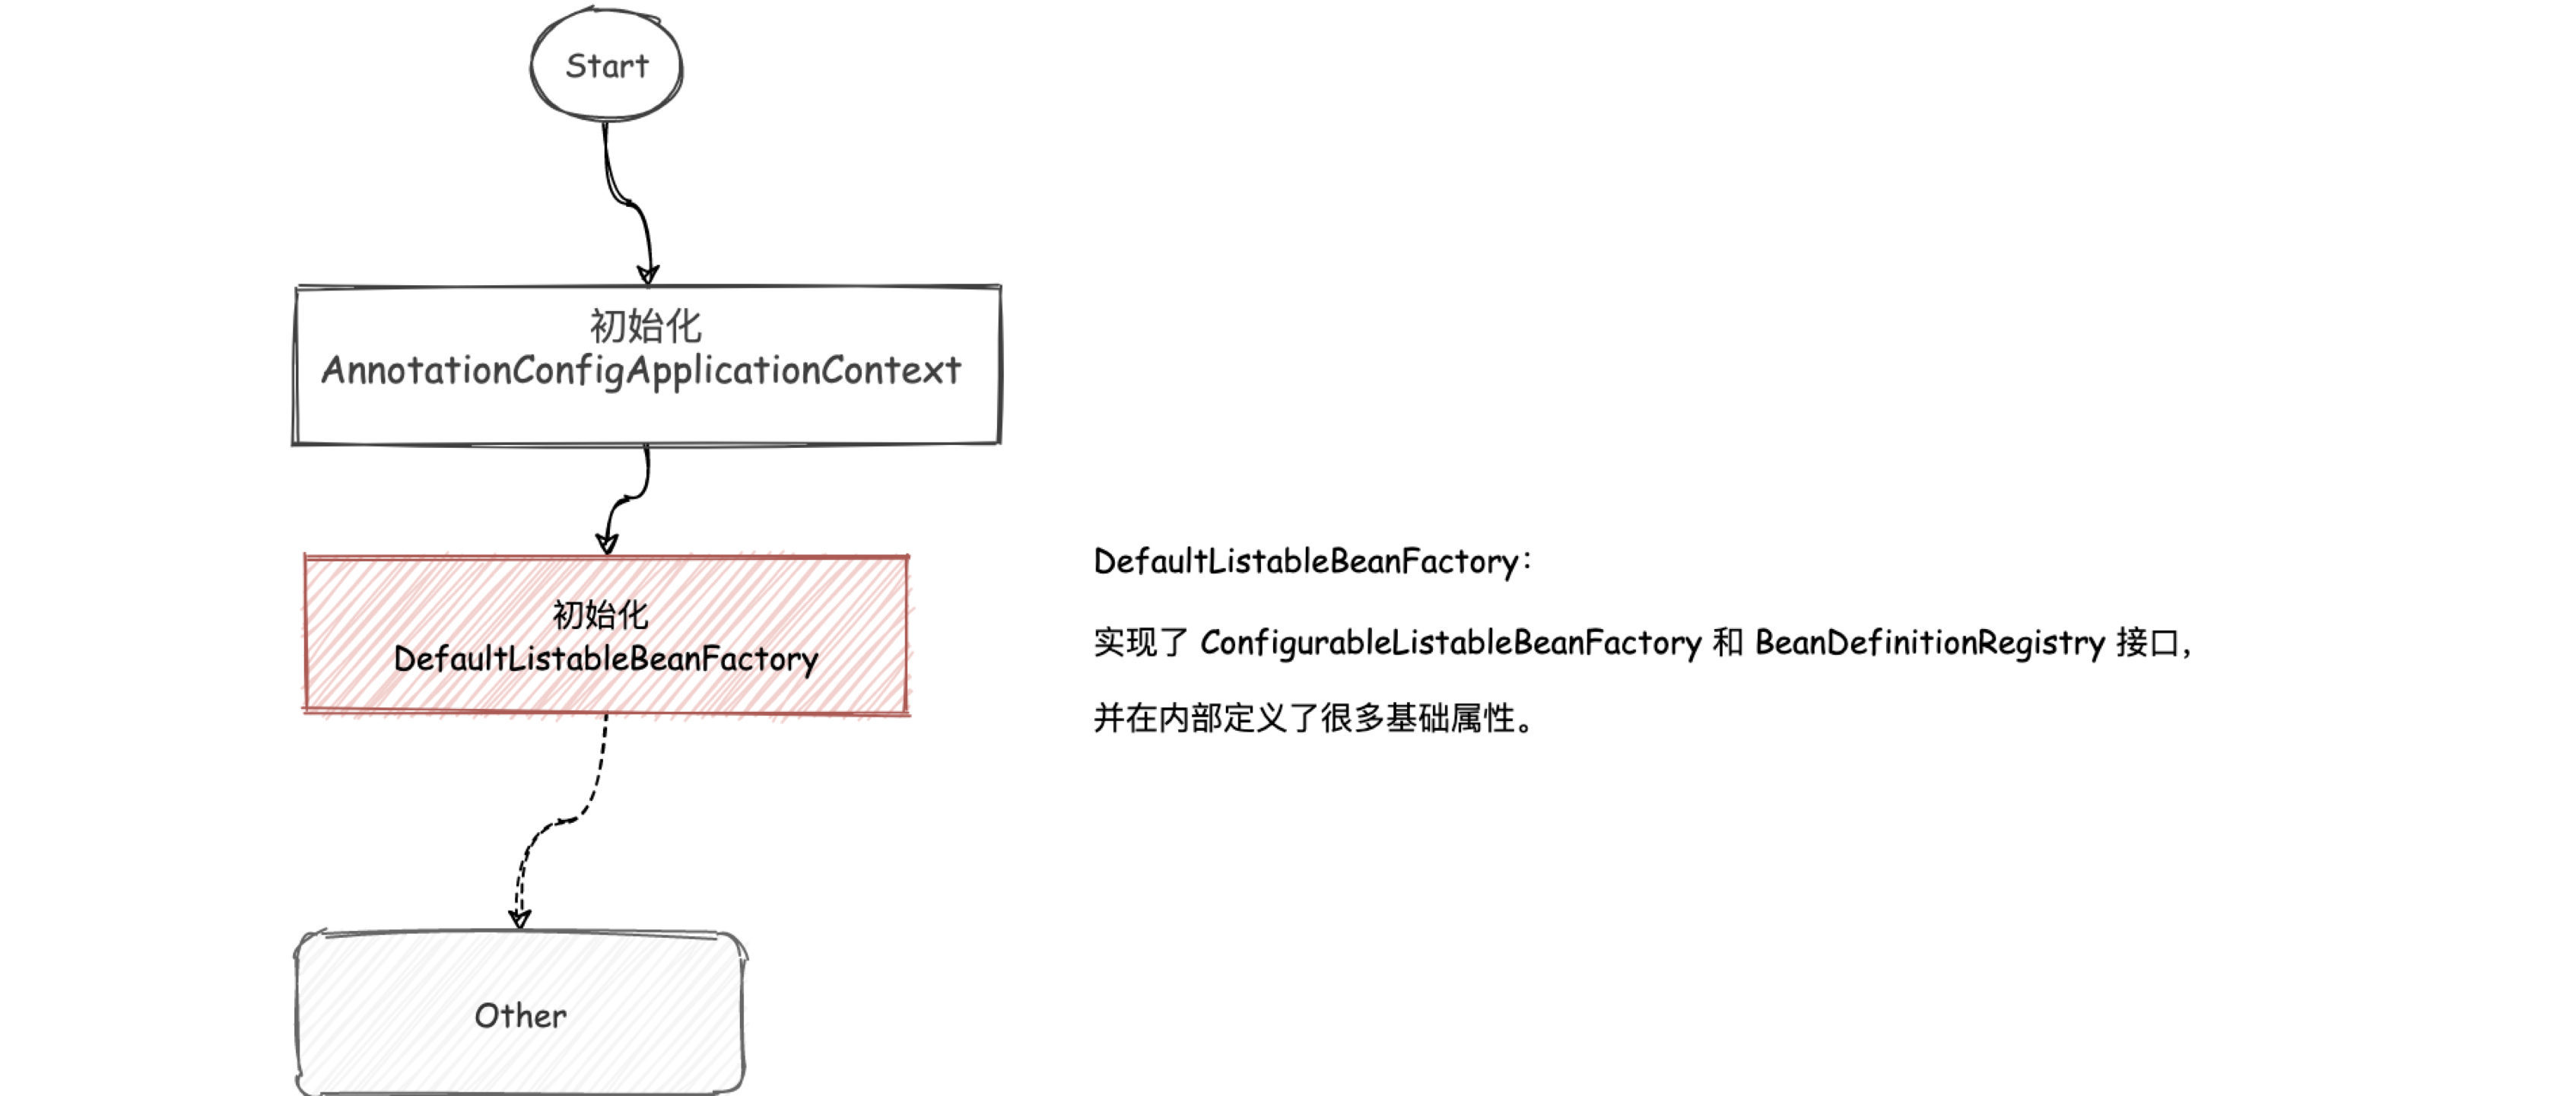 Start
初始化
AnnotationConfigApplicationContext
初始化
DefaultListableBeanFactory
DefaultListableBeanFactory：
实现了 ConfigurableListableBeanFactory 和 BeanDefinitionRegistry 接口，
并在内部定义了很多基础属性。
Other